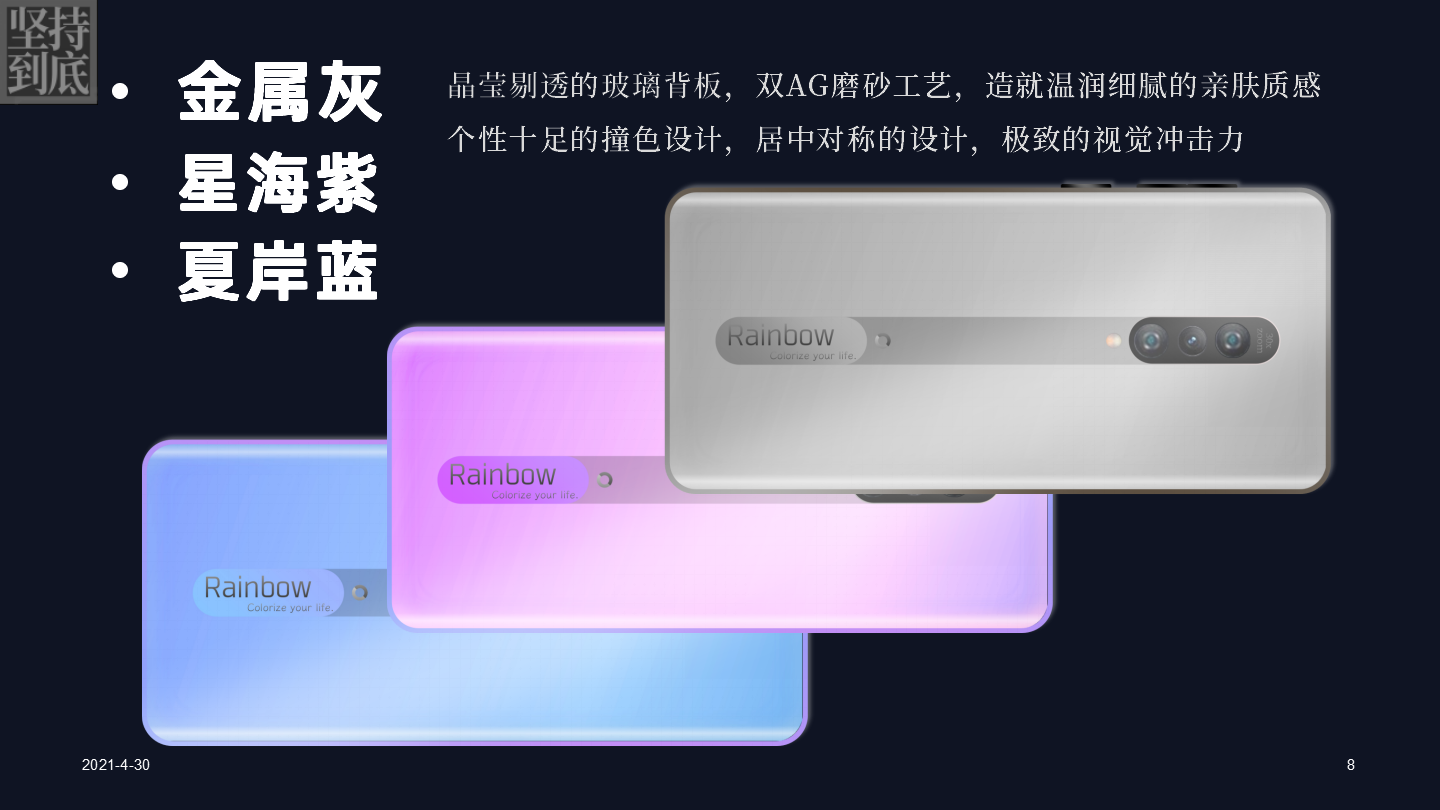 坚持
到底
• 金属灰
• 星海紫
• 夏岸蓝
晶莹剔透的玻璃背板，双AG磨砂工艺，造就温润细腻的亲肤质感
个性十足的撞色设计，居中对称的设计，极致的视觉冲击力
Rainbow
Colorize your life.
30x
zoom
Rainbow
Colorize your life.
Rainbow
Colorize your life.
2021-4-30
8